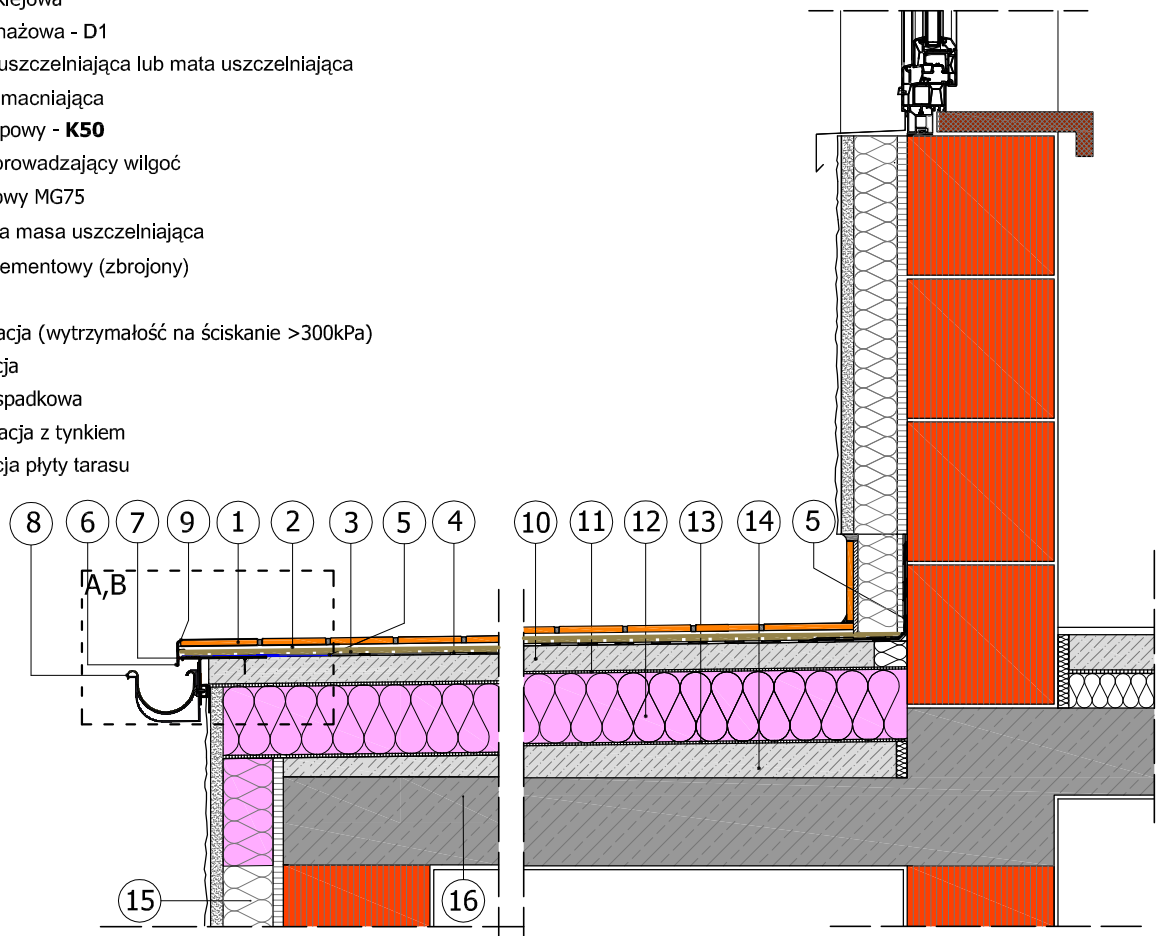 klejowa
nażowa - D1
uszczelniająca lub mata uszczelniająca
macniająca
powy - K50
prowadzający wilgoć
owy MG75
a masa uszczelniająca
ementowy (zbrojony)
acja (wytrzymałość na ściskanie >300kPa)
cja
spadkowa
acja z tynkiem
cja płyty tarasu
8 6 7 9 1 2 3 5 4 10 11 12 13 14 5
A,B
15 16